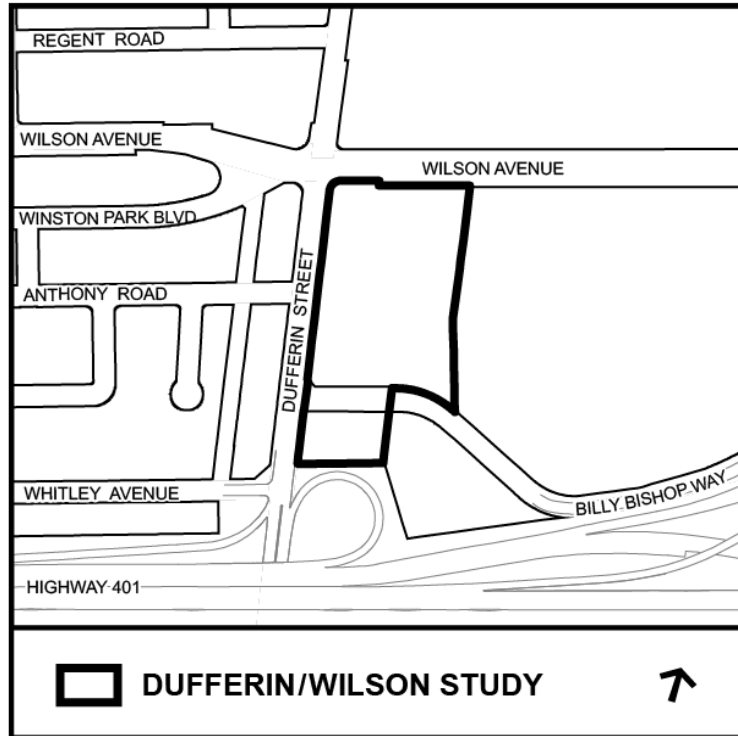 REGENT ROAD
WILSON AVENUE
WILSON AVENUE
WINSTON PARK BLVD
ANTHONY ROAD
DUFFERIN STREET
WHITLEY AVENUE
BILLY BISHOP WAY
HIGHWAY 401
DUFFERIN/WILSON STUDY